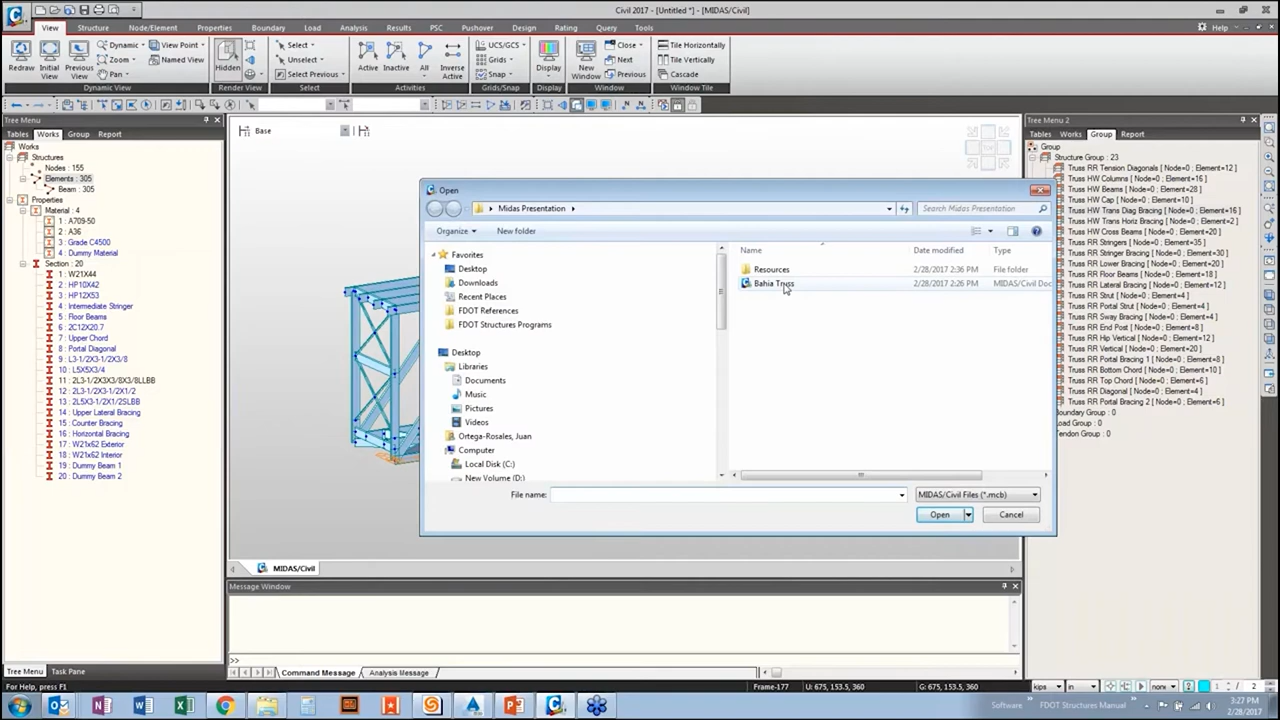 Civil 2017 - [Untitled *] - [MIDAS/Civil]
View Structure Node/Element Properties Boundary Load Analysis Results PSC Pushover Design Rating Query Tools Help
Redraw Initial View Previous View Dynamic Zoom Pan View Point Named View Hidden Select Unselect Select Previous Active Inactive All Inverse Active UCS/GCS Grids Snap Display New Window Close Next Previous Tile Horizontally Tile Vertically Cascade
Dynamic View Render View Select Activities Grids/Snap Display Window Window Tile
Tree Menu
Tables Works Group Report
Works
Structures
Nodes : 155
Elements : 305
Beam : 305
Properties
Material : 4
1 : A709-50
2 : A36
3 : Grade C4500
4 : Dummy Material
Section : 20
1 : W21X44
2 : HP10X42
3 : HP12X53
4 : Intermediate Stringer
5 : Floor Beams
6 : 2C12X20.7
7 : Upper Chord
8 : Portal Diagonal
9 : L3-1/2X3-1/2X3/8
10 : L5X5X3/4
11 : 2L3-1/2X3X3/8X3/8LLBB
12 : 2L3-1/2X3-1/2X1/2
13 : 2L5X3-1/2X1/2SLBB
14 : Upper Lateral Bracing
15 : Counter Bracing
16 : Horizontal Bracing
17 : W21x62 Exterior
18 : W21x62 Interior
19 : Dummy Beam 1
20 : Dummy Beam 2
Tree Menu Task Pane
For Help, press F1
Base
TOP
Open
Midas Presentation
Search Midas Presentation
Organize New folder
Favorites
Desktop
Downloads
Recent Places
FDOT References
FDOT Structures Programs
Desktop
Libraries
Documents
Music
Pictures
Videos
Ortega-Rosales, Juan
Computer
Local Disk (C:)
New Volume (D:)
Name Date modified Type
Resources 2/28/2017 2:36 PM File folder
Bahia Truss 2/28/2017 2:26 PM MIDAS/Civil Doc
File name: MIDAS/Civil Files (*.mcb)
Open Cancel
MIDAS/Civil
Message Window
>>
Command Message Analysis Message
Tree Menu 2
Tables Works Group Report
Group
Structure Group : 23
Truss RR Tension Diagonals [ Node=0 ; Element=12 ]
Truss HW Columns [ Node=0 ; Element=20 ]
Truss HW Beams [ Node=0 ; Element=28 ]
Truss HW Cap [ Node=0 ; Element=10 ]
Truss HW Trans Diag Bracing [ Node=0 ; Element=16 ]
Truss HW Trans Horiz Bracing [ Node=0 ; Element=2 ]
Truss HW Cross Beams [ Node=0 ; Element=20 ]
Truss RR Stringers [ Node=0 ; Element=35 ]
Truss RR Stringer Bracing [ Node=0 ; Element=30 ]
Truss RR Lower Bracing [ Node=0 ; Element=21 ]
Truss RR Floor Beams [ Node=0 ; Element=18 ]
Truss RR Lateral Bracing [ Node=0 ; Element=12 ]
Truss RR Strut [ Node=0 ; Element=4 ]
Truss RR Portal Strut [ Node=0 ; Element=4 ]
Truss RR Sway Bracing [ Node=0 ; Element=4 ]
Truss RR End Post [ Node=0 ; Element=8 ]
Truss RR Hip Vertical [ Node=0 ; Element=12 ]
Truss RR Vertical [ Node=0 ; Element=20 ]
Truss RR Portal Bracing 1 [ Node=0 ; Element=8 ]
Truss RR Bottom Chord [ Node=0 ; Element=10 ]
Truss RR Top Chord [ Node=0 ; Element=6 ]
Truss RR Diagonal [ Node=0 ; Element=4 ]
Truss RR Portal Bracing 2 [ Node=0 ; Element=6 ]
Boundary Group : 0
Load Group : 0
Tendon Group : 0
Frame-177 U: 675, 153.5, 360 G: 675, 153.5, 360 kips in none 1 / 2
Software FDOT Structures Manual 3:27 PM
2/28/2017